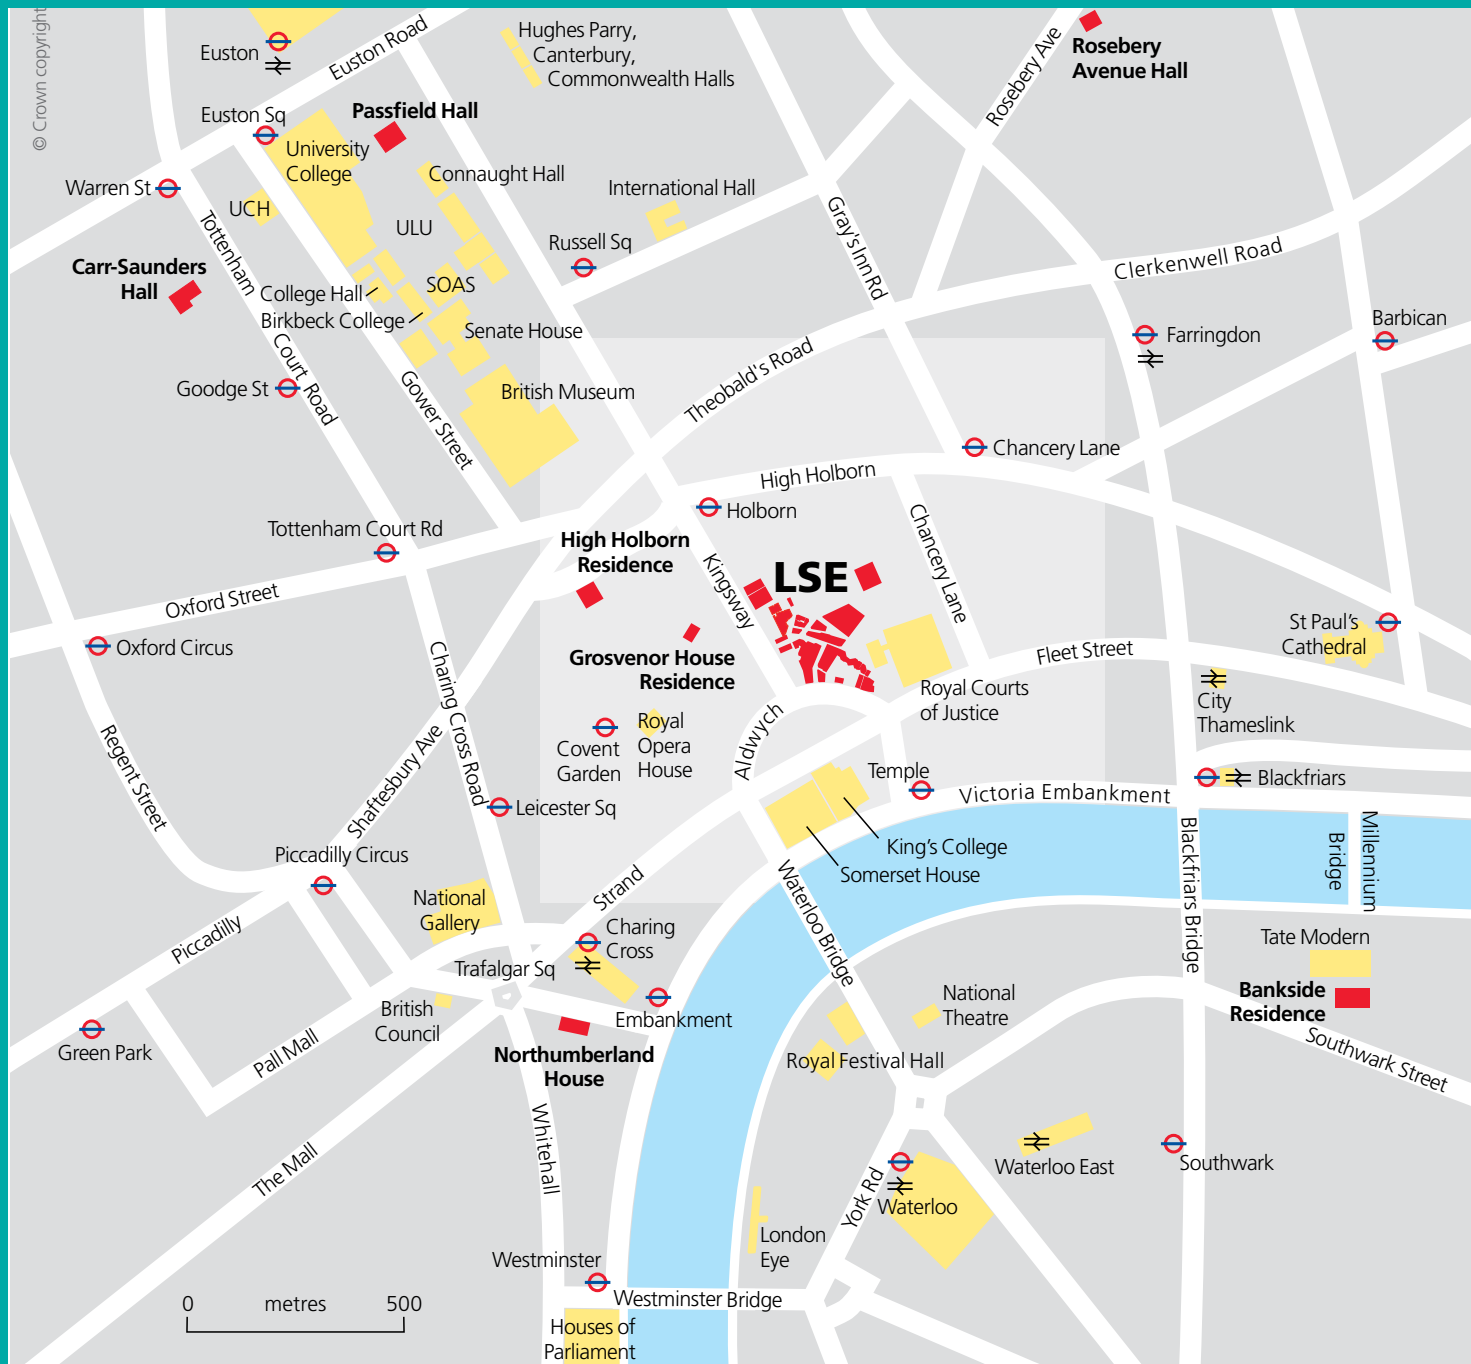 © Crown copyright
Euston
Euston Road
Hughes Parry,
Canterbury,
Commonwealth Halls
Rosebery Ave
Rosebery
Avenue Hall
Euston Sq
Passfield Hall
University
College
Connaught Hall
International Hall
Warren St
UCH
ULU
Tottenham
Court Road
Russell Sq
Gray's Inn Rd
Clerkenwell Road
Carr-Saunders
Hall
College Hall
SOAS
Birkbeck College
Senate House
Farringdon
Barbican
Goodge St
Gower Street
British Museum
Theobald's Road
Chancery Lane
High Holborn
Holborn
Tottenham Court Rd
High Holborn
Residence
Kingsway
LSE
Chancery Lane
Oxford Street
Oxford Circus
Charing Cross Road
Grosvenor House
Residence
Fleet Street
St Paul's
Cathedral
Royal Courts
of Justice
City
Thameslink
Regent Street
Shaftesbury Ave
Covent
Garden
Royal
Opera
House
Aldwych
Temple
Victoria Embankment
Blackfriars
Leicester Sq
Piccadilly Circus
King's College
Somerset House
Blackfriars Bridge
Millennium
Bridge
National
Gallery
Strand
Waterloo Bridge
Piccadilly
Charing
Cross
Trafalgar Sq
Tate Modern
Bankside
Residence
British
Council
Embankment
National
Theatre
Green Park
Pall Mall
Northumberland
House
Royal Festival Hall
Southwark Street
Whitehall
The Mall
Waterloo East
Southwark
York Rd
Waterloo
London
Eye
Westminster
Westminster Bridge
0 metres 500
Houses of
Parliament